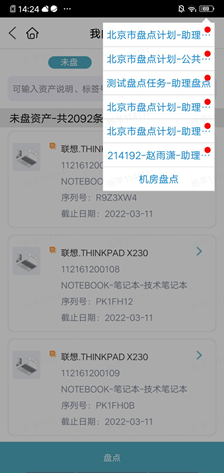 14:24
我
北京市盘点计划-助理…
北京市盘点计划-公共…
测试盘点任务-助理盘点
北京市盘点计划-助理…
北京市盘点计划-助理…
214192-赵雨潇-助理…
机房盘点
未盘
可输入资产说明、标签号
未盘资产-共2092条
联想.THINKPAD X230
112161200
NOTEBOOK-
序列号：R9Z3XW4
截止日期：2022-03-11
联想.THINKPAD X230
112161200108
NOTEBOOK-笔记本-技术笔记本
序列号：PK1FH12
截止日期：2022-03-11
联想.THINKPAD X230
112161200109
NOTEBOOK-笔记本-技术笔记本
序列号：PK1FH0B
截止日期：2022-03-11
盘点